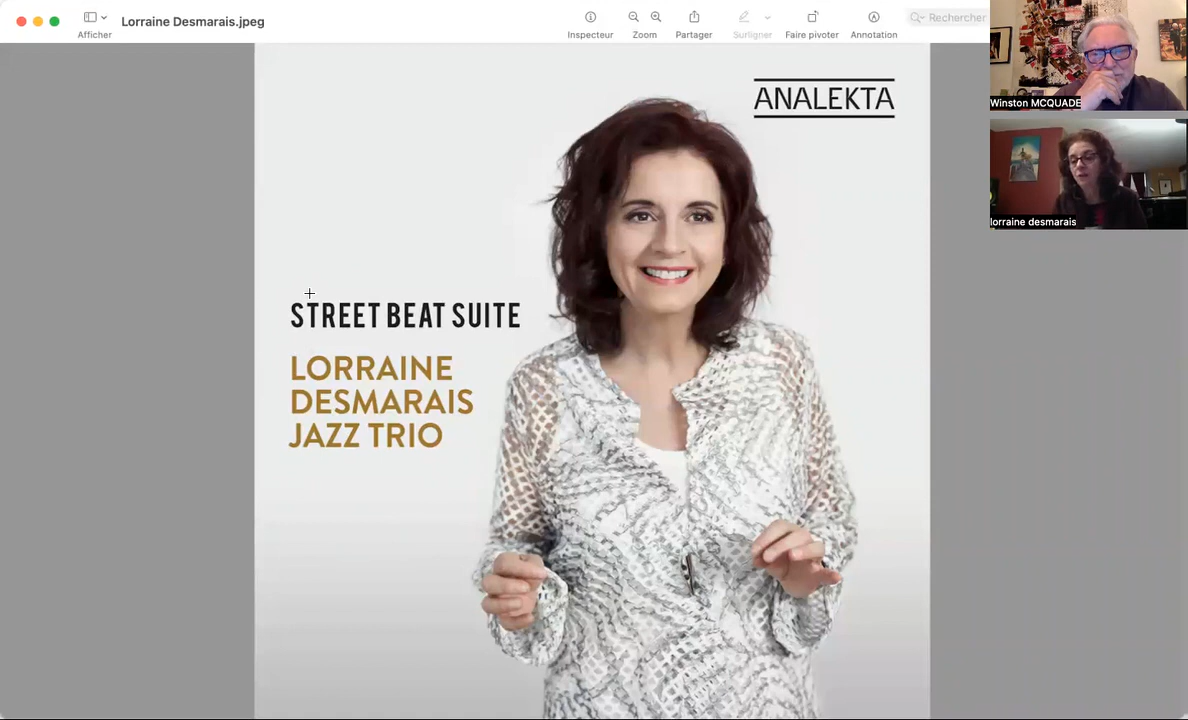 Lorraine Desmarais.jpeg
Afficher
Inspecteur
Zoom
Partager
Surligner
Faire pivoter
Annotation
Rechercher
Winston MCQUADE
lorraine desmarais
ANALEKTA
STREET BEAT SUITE
LORRAINE
DESMARAIS
JAZZ TRIO